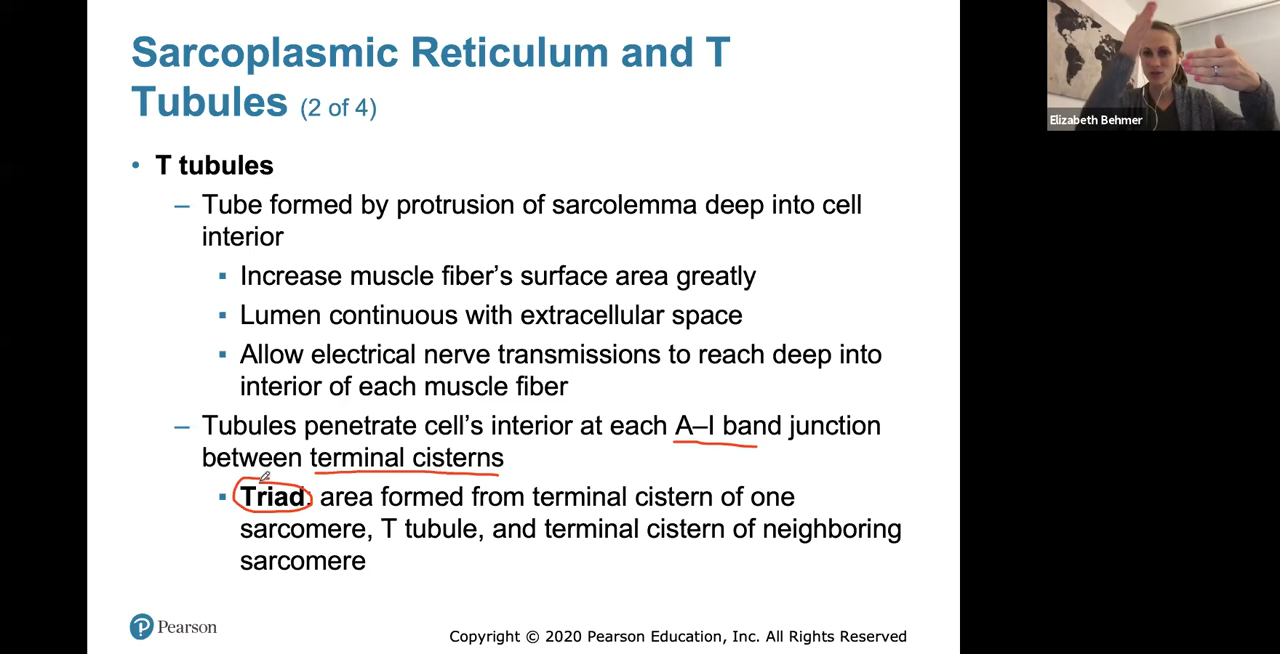 Sarcoplasmic Reticulum and T
Tubules (2 of 4)
• T tubules
– Tube formed by protrusion of sarcolemma deep into cell
interior
▪ Increase muscle fiber’s surface area greatly
▪ Lumen continuous with extracellular space
▪ Allow electrical nerve transmissions to reach deep into
interior of each muscle fiber
– Tubules penetrate cell’s interior at each A–I band junction
between terminal cisterns
▪ Triad: area formed from terminal cistern of one
sarcomere, T tubule, and terminal cistern of neighboring
sarcomere
Pearson
Copyright © 2020 Pearson Education, Inc. All Rights Reserved
Elizabeth Behmer